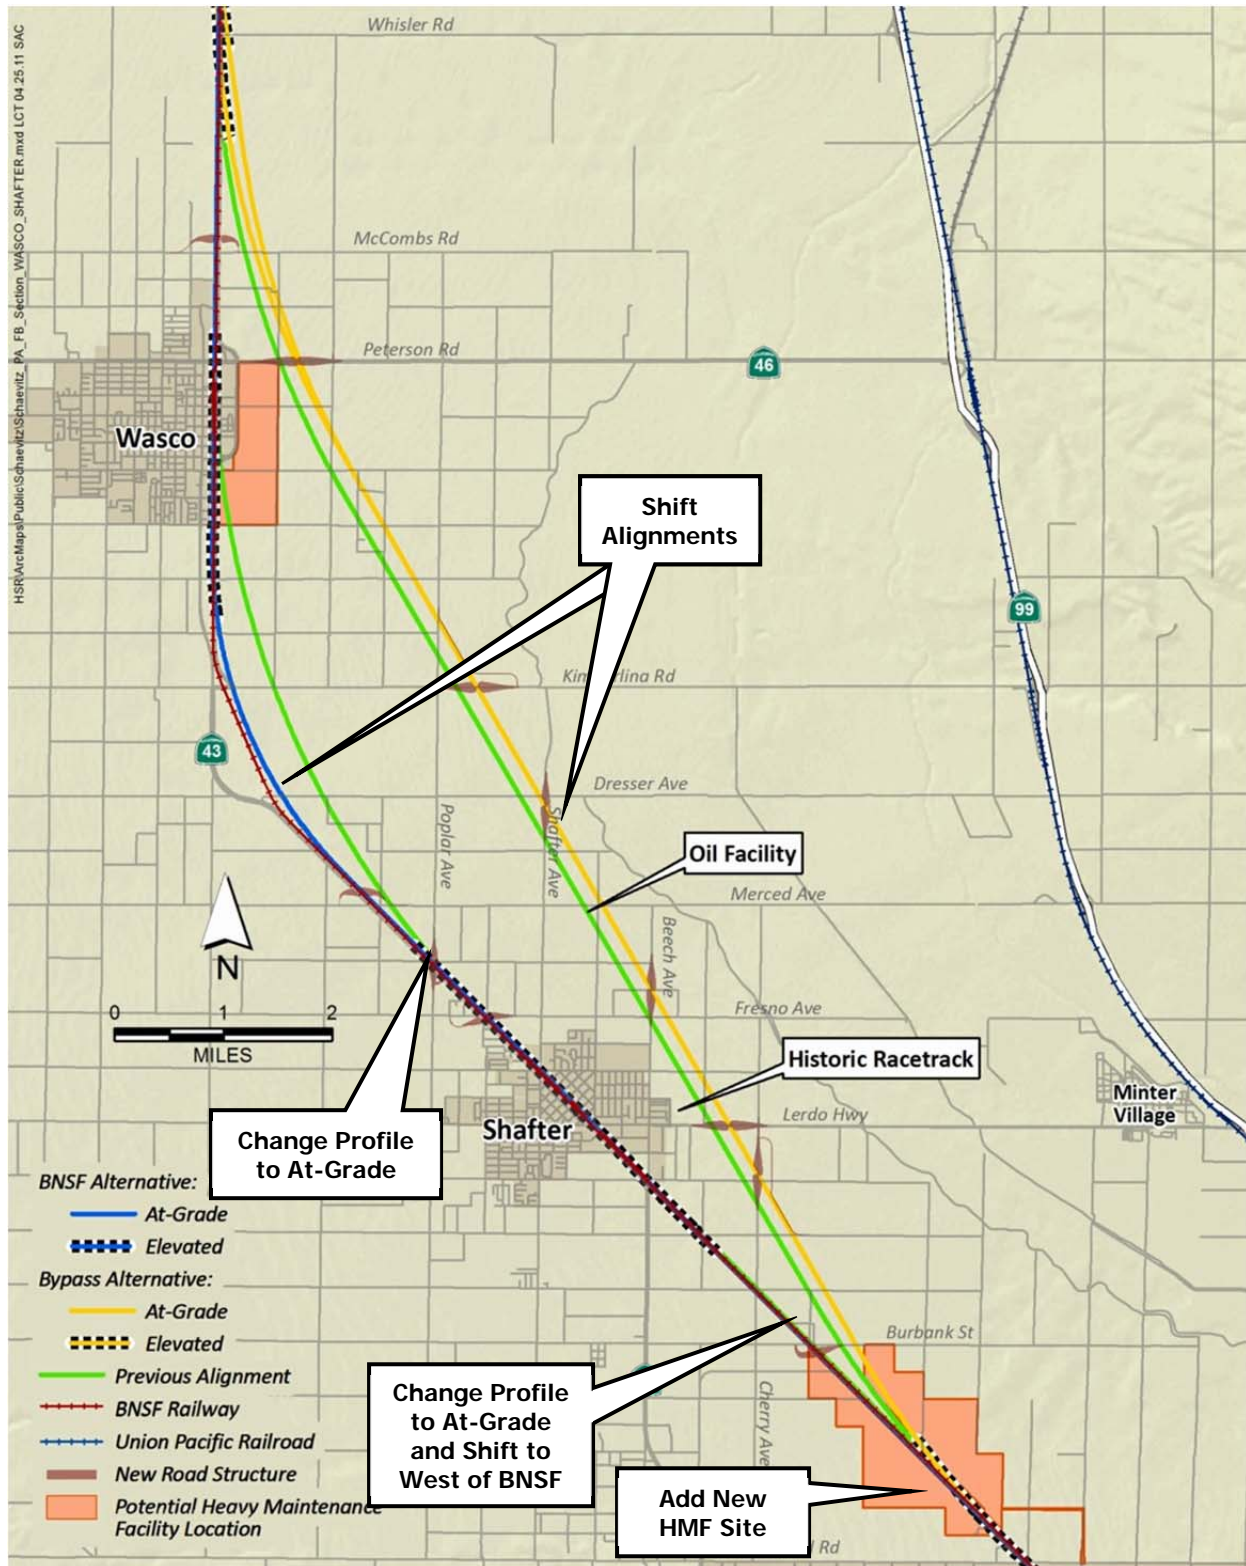 HSR\ArcMaps\Public\Schaevitz\Schaevitz_PA_FB_Section_WASCO_SHAFTER.mxd LCT 04.25.11 SAC
Whisler Rd
McCombs Rd
Peterson Rd
46
Wasco
Shift
Alignments
99
Kimberlina Rd
43
Dresser Ave
Poplar Ave
Shafter Ave
Oil Facility
Merced Ave
N
Beech Ave
0 1 2
MILES
Fresno Ave
Historic Racetrack
Minter
Village
Lerdo Hwy
Shafter
Change Profile
to At-Grade
BNSF Alternative:
At-Grade
Elevated
Bypass Alternative:
At-Grade
Elevated
Previous Alignment
BNSF Railway
Union Pacific Railroad
New Road Structure
Potential Heavy Maintenance
Facility Location
Burbank St
Change Profile
to At-Grade
and Shift to
West of BNSF
Cherry Ave
Add New
HMF Site
Rd